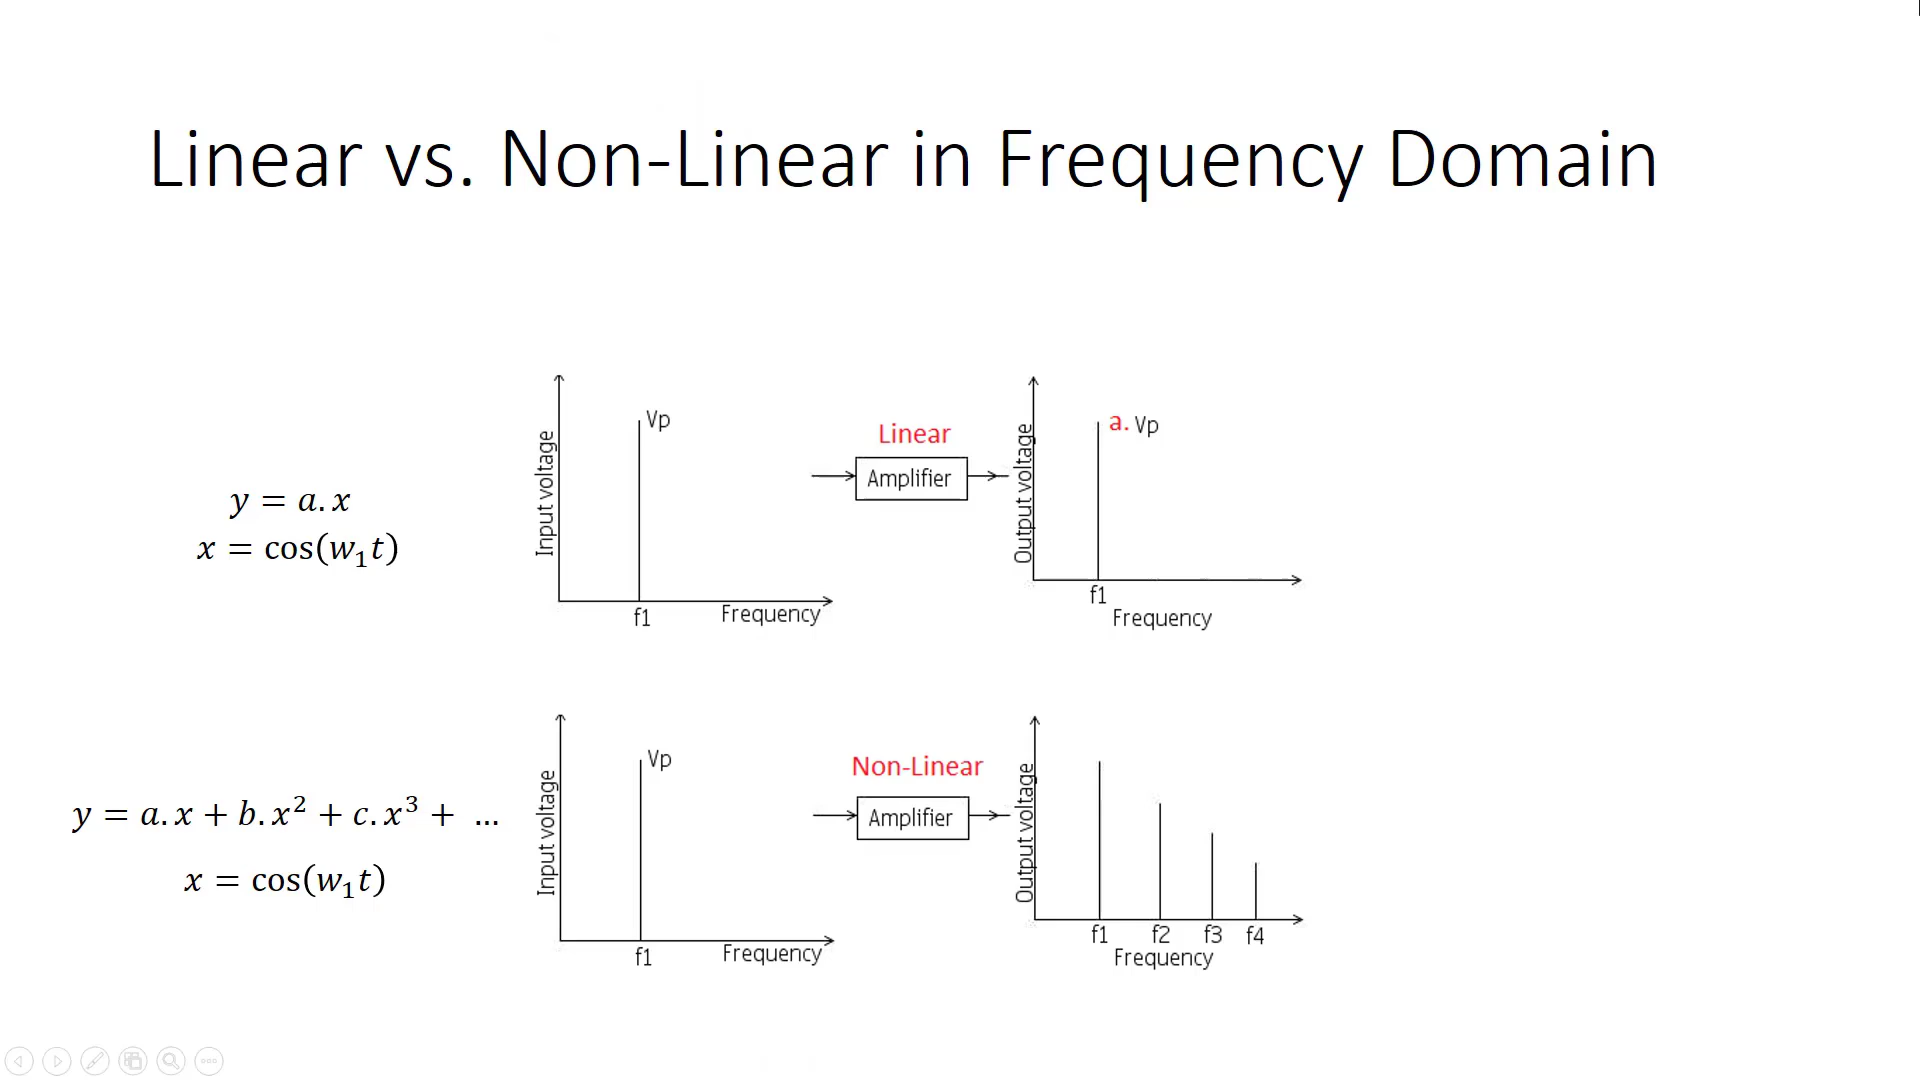 Linear vs. Non-Linear in Frequency Domain
y = a. x
x = cos(w₁t)
Input voltage
Vp
f1
Frequency
Linear
Amplifier
Output voltage
a. Vp
f1
Frequency
y = a. x + b. x² + c. x³ + ...
x = cos(w₁t)
Input voltage
Vp
f1
Frequency
Non-Linear
Amplifier
Output voltage
f1 f2 f3 f4
Frequency